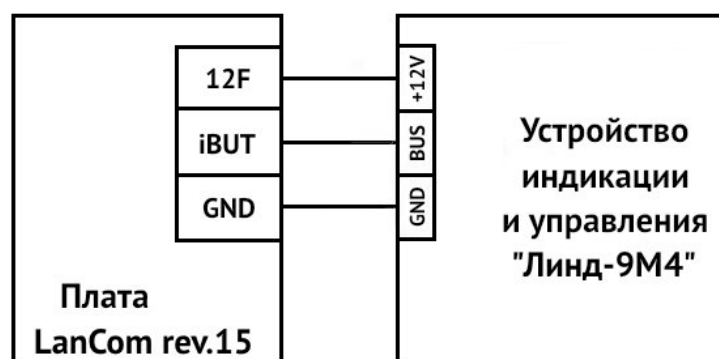 12F
iBUT
GND
+12V
BUS
GND
Устройство
индикации
и управления
"Линд-9М4"
Плата
LanCom rev.15